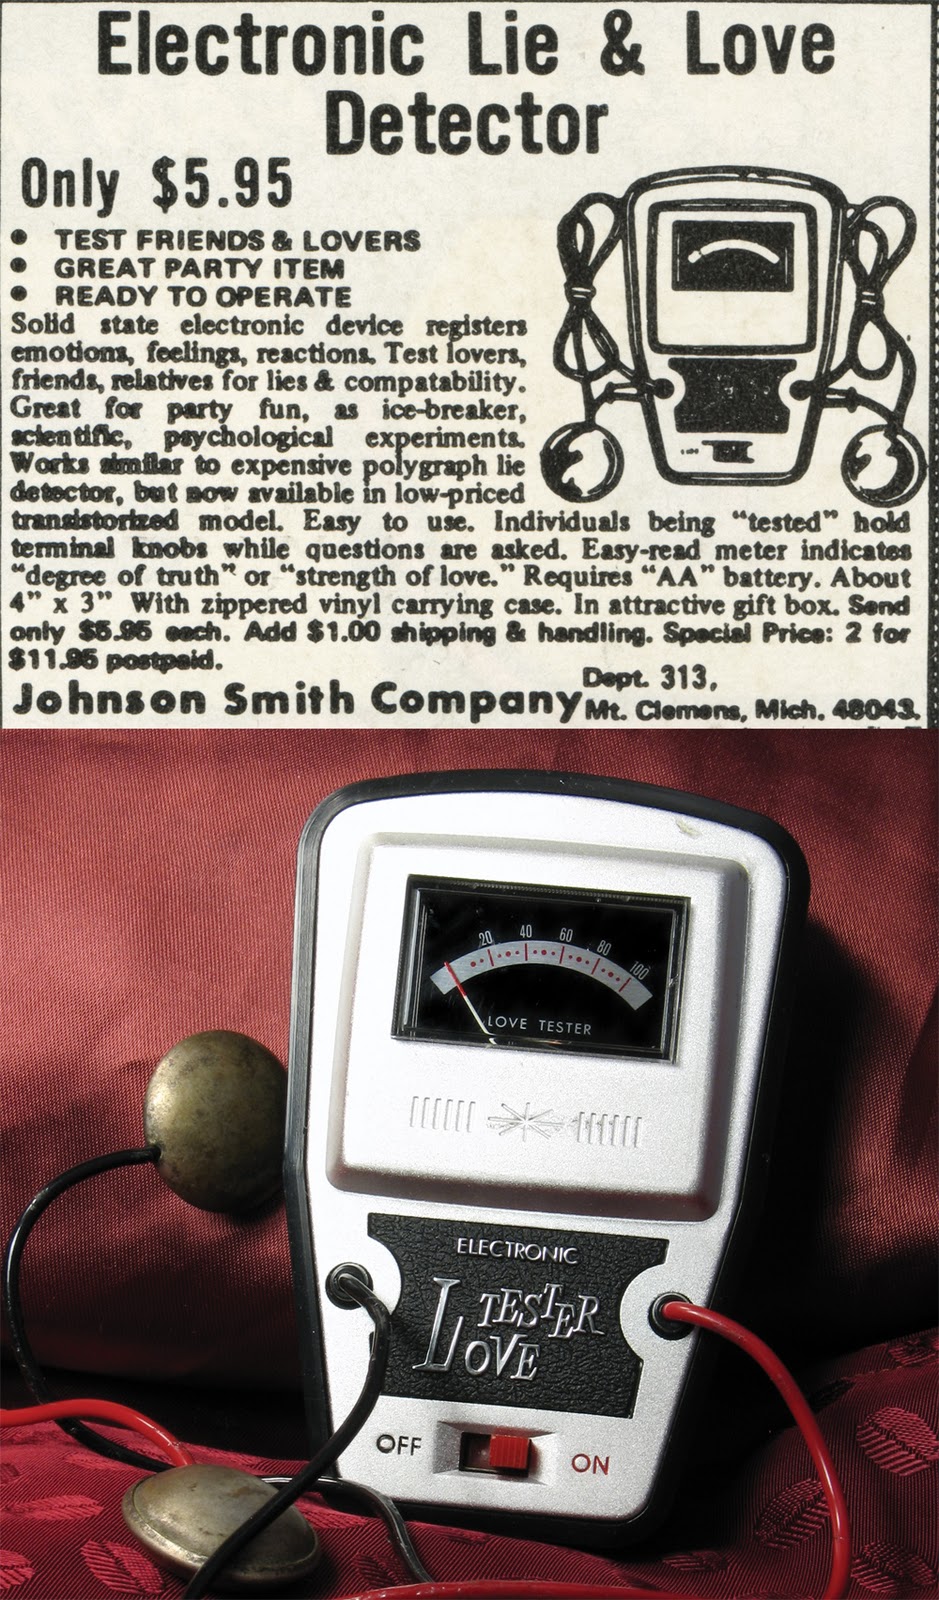 Electronic Lie & Love
Detector
Only $5.95
• TEST FRIENDS & LOVERS
• GREAT PARTY ITEM
• READY TO OPERATE
Solid state electronic device registers
emotions, feelings, reactions. Test lovers,
friends, relatives for lies & compatability.
Great for party fun, as ice-breaker,
scientific, psychological experiments.
Works similar to expensive polygraph lie
detector, but now available in low-priced
transistorized model. Easy to use. Individuals being "tested" hold
terminal knobs while questions are asked. Easy-read meter indicates
"degree of truth" or "strength of love." Requires "AA" battery. About
4" x 3" With zippered vinyl carrying case. In attractive gift box. Send
only $5.95 each. Add $1.00 shipping & handling. Special Price: 2 for
$11.95 postpaid.
Johnson Smith Company Dept. 313,
Mt. Clemens, Mich. 48043.
20 40 60 80 100
LOVE TESTER
ELECTRONIC
LOVE TESTER
OFF ON